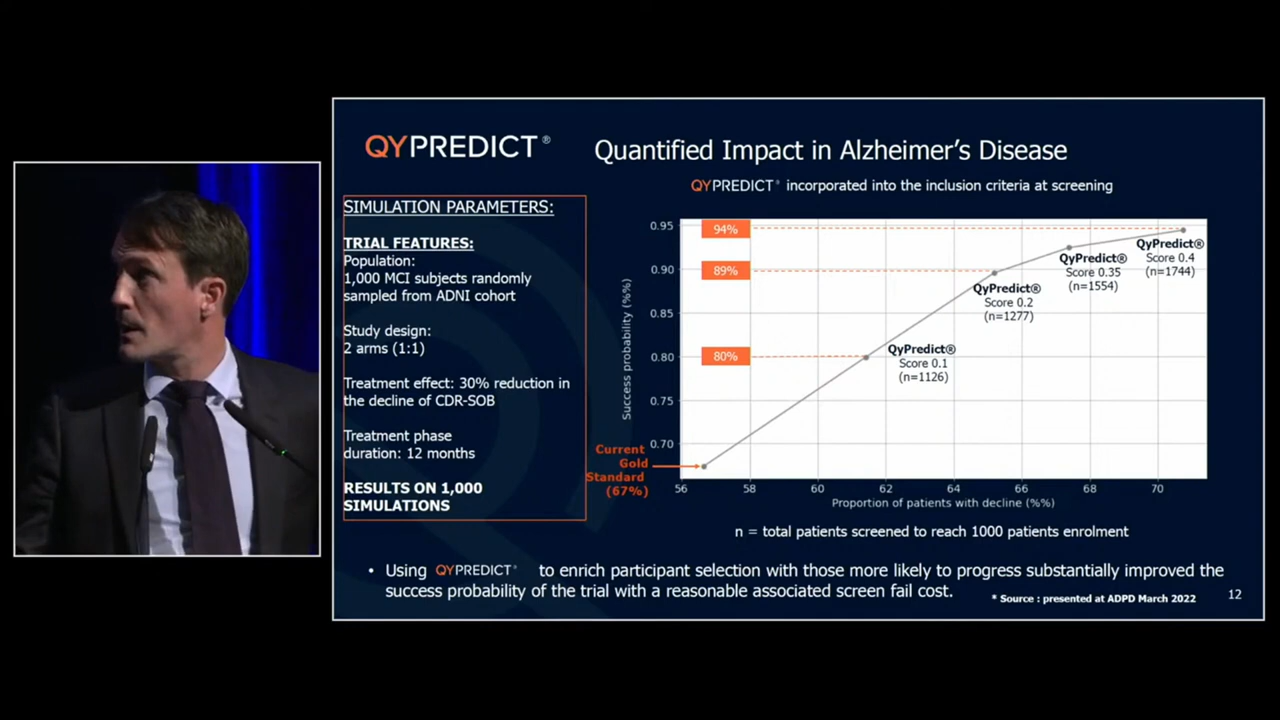 QYPREDICT®
Quantified Impact in Alzheimer's Disease
QYPREDICT® incorporated into the inclusion criteria at screening
SIMULATION PARAMETERS:
TRIAL FEATURES:
Population:
1,000 MCI subjects randomly
sampled from ADNI cohort
Study design:
2 arms (1:1)
Treatment effect: 30% reduction in
the decline of CDR-SOB
Treatment phase
duration: 12 months
RESULTS ON 1,000
SIMULATIONS
Success probability (%%)
0.95
0.90
0.85
0.80
0.75
0.70
94%
89%
80%
Current
Gold
Standard
(67%)
QyPredict®
Score 0.4
(n=1744)
QyPredict®
Score 0.35
(n=1554)
QyPredict®
Score 0.2
(n=1277)
QyPredict®
Score 0.1
(n=1126)
56 58 60 62 64 66 68 70
Proportion of patients with decline (%%)
n = total patients screened to reach 1000 patients enrolment
• Using QYPREDICT® to enrich participant selection with those more likely to progress substantially improved the
success probability of the trial with a reasonable associated screen fail cost.
* Source : presented at ADPD March 2022
12